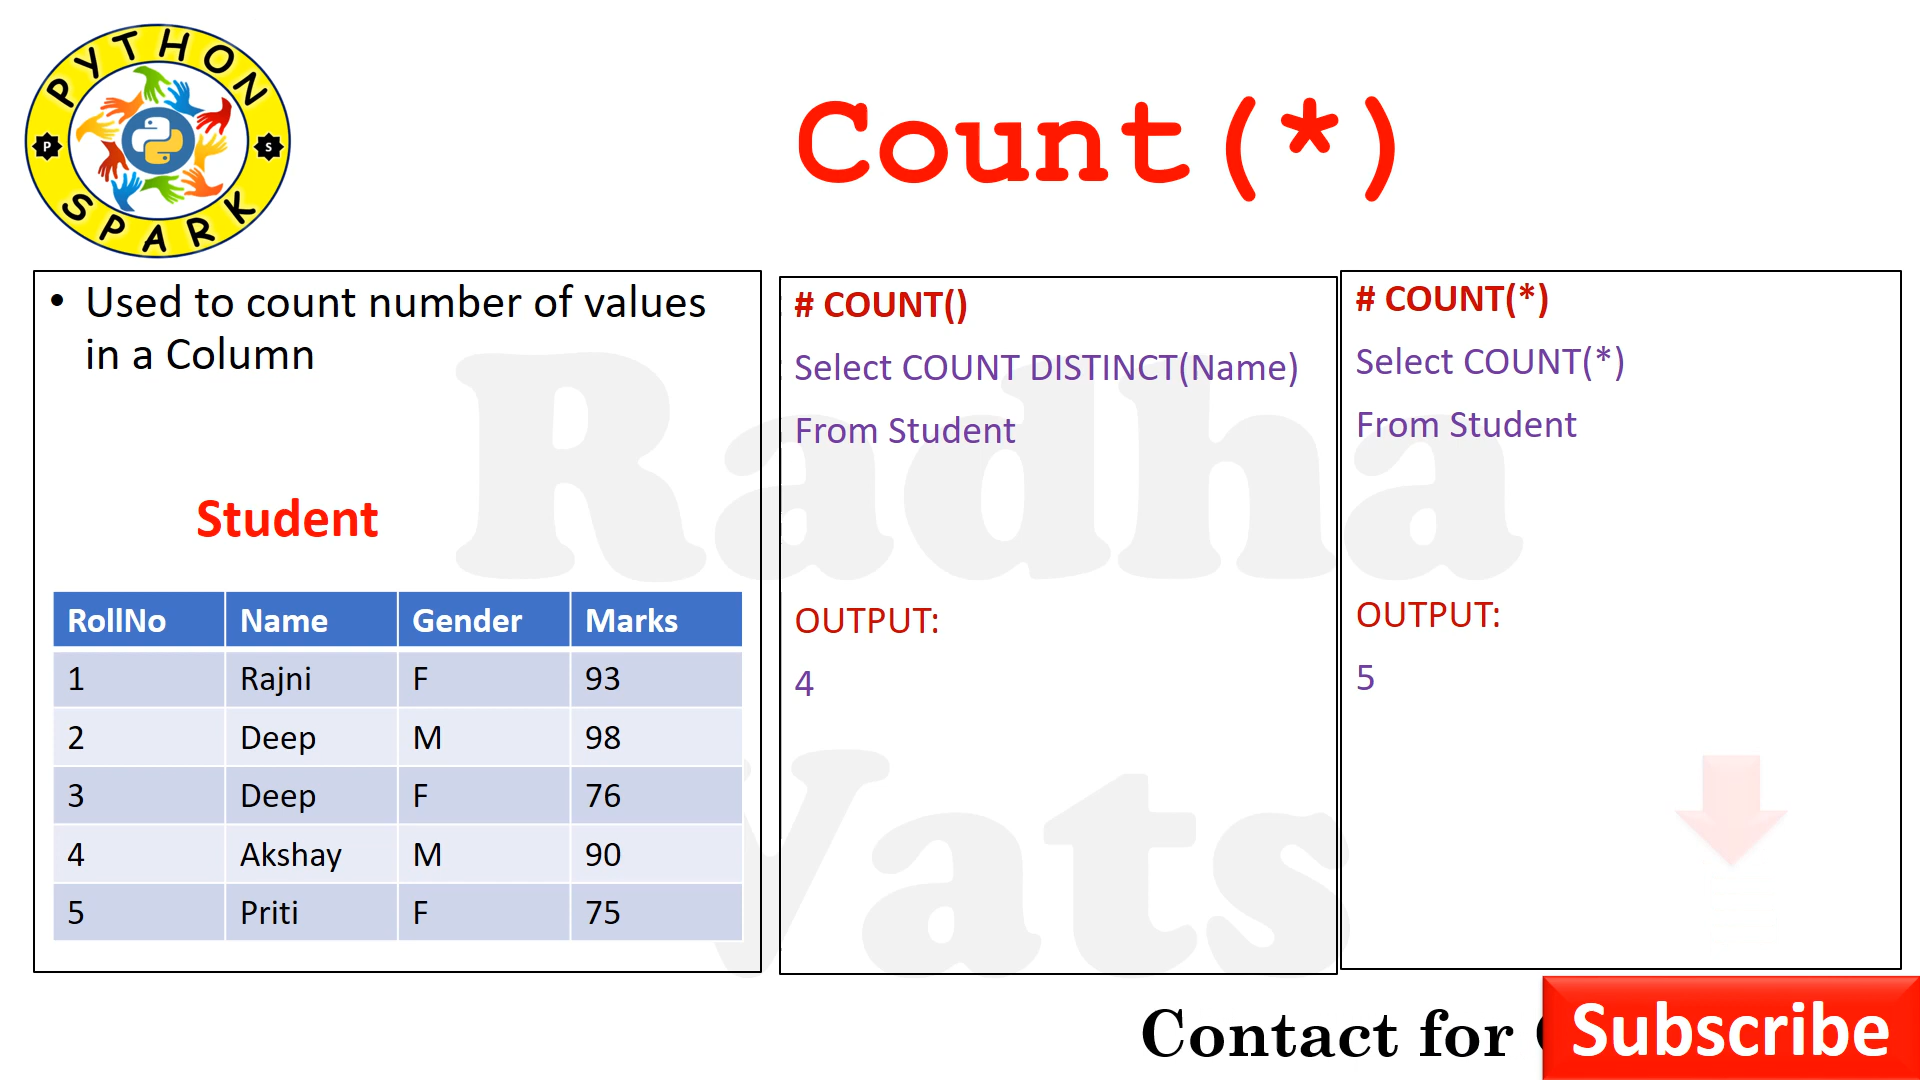 PYTHON
P S
SPARK
Count(*)
• Used to count number of values
in a Column
Student
RollNo Name Gender Marks
1 Rajni F 93
2 Deep M 98
3 Deep F 76
4 Akshay M 90
5 Priti F 75
# COUNT()
Select COUNT DISTINCT(Name)
From Student
OUTPUT:
4
# COUNT(*)
Select COUNT(*)
From Student
OUTPUT:
5
Radha
Vats
Contact for
Subscribe